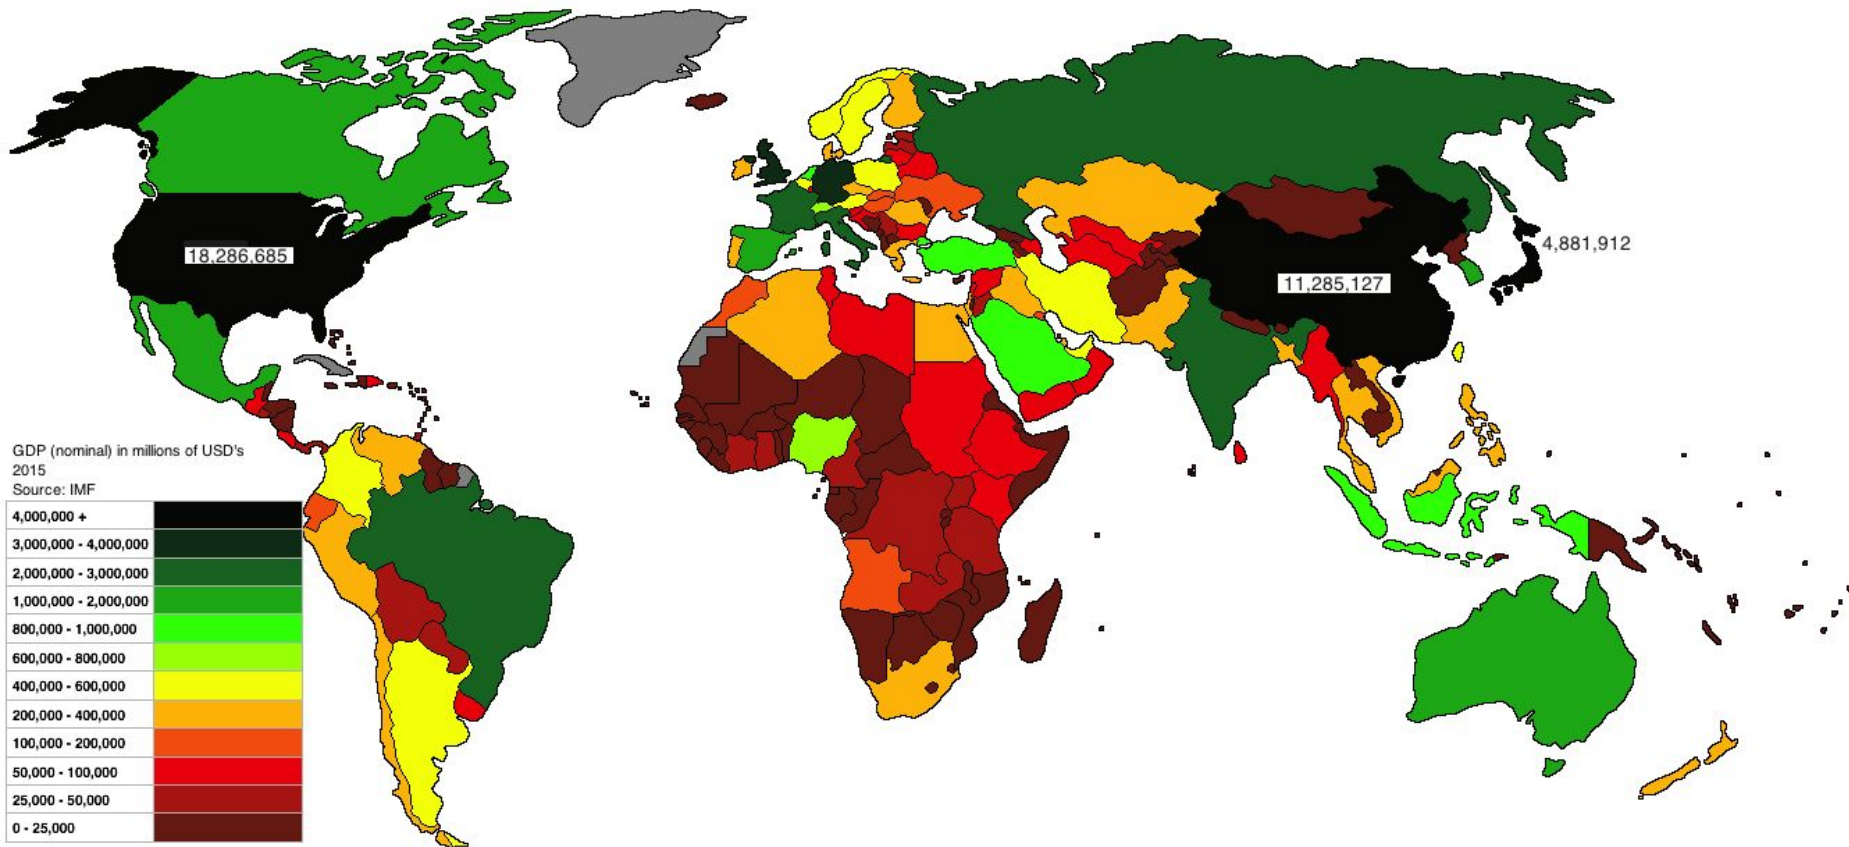 18,286,685
4,881,912
11,285,127
GDP (nominal) in millions of USD's
2015
Source: IMF
4,000,000 +
3,000,000 - 4,000,000
2,000,000 - 3,000,000
1,000,000 - 2,000,000
800,000 - 1,000,000
600,000 - 800,000
400,000 - 600,000
200,000 - 400,000
100,000 - 200,000
50,000 - 100,000
25,000 - 50,000
0 - 25,000